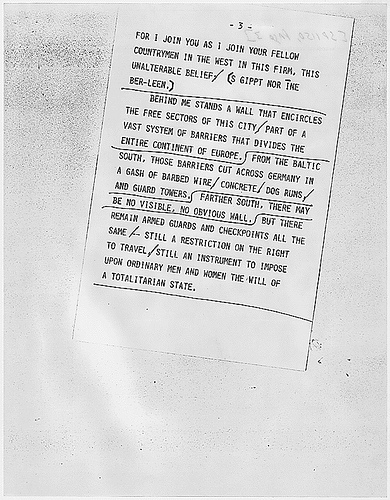 - 3 -
FOR I JOIN YOU AS I JOIN YOUR FELLOW
COUNTRYMEN IN THE WEST IN THIS FIRM, THIS
UNALTERABLE BELIEF/ (S GIPPT NOR INE
BER-LEEN.)
BEHIND ME STANDS A WALL THAT ENCIRCLES
THE FREE SECTORS OF THIS CITY/ PART OF A
VAST SYSTEM OF BARRIERS THAT DIVIDES THE
ENTIRE CONTINENT OF EUROPE. FROM THE BALTIC
SOUTH, THOSE BARRIERS CUT ACROSS GERMANY IN
A GASH OF BARBED WIRE/ CONCRETE/ DOG RUNS/
AND GUARD TOWERS. FARTHER SOUTH, THERE MAY
BE NO VISIBLE, NO OBVIOUS WALL. BUT THERE
REMAIN ARMED GUARDS AND CHECKPOINTS ALL THE
SAME /- STILL A RESTRICTION ON THE RIGHT
TO TRAVEL/ STILL AN INSTRUMENT TO IMPOSE
UPON ORDINARY MEN AND WOMEN THE WILL OF
A TOTALITARIAN STATE.